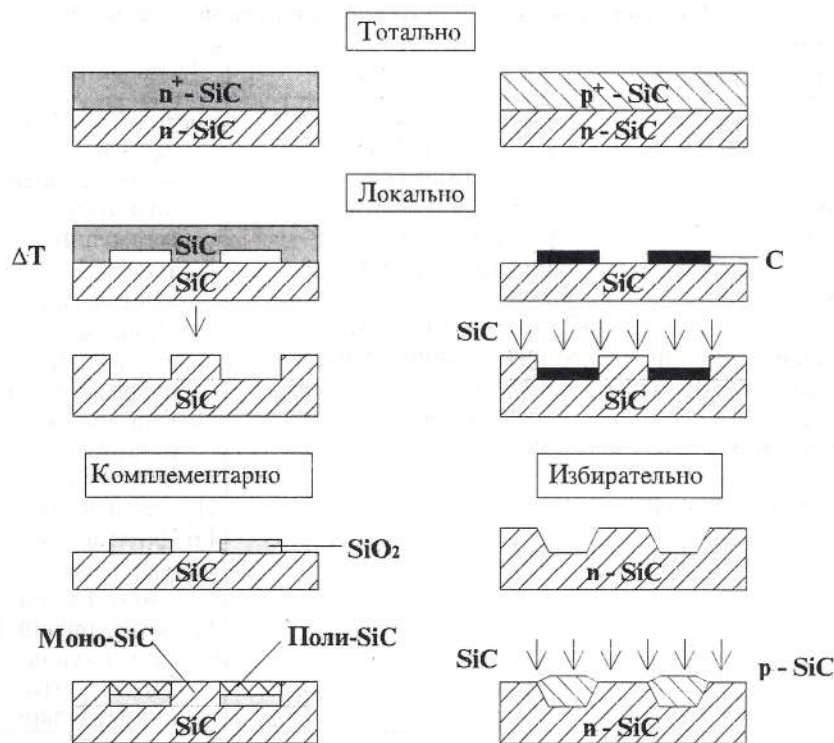 Тотально
n+ - SiC
n - SiC
p+ - SiC
n - SiC
Локально
ΔT
SiC
SiC
C
SiC
SiC
SiC
SiC
Комплементарно
Избирательно
SiO2
SiC
n - SiC
Моно-SiC
Поли-SiC
SiC
SiC
p - SiC
n - SiC